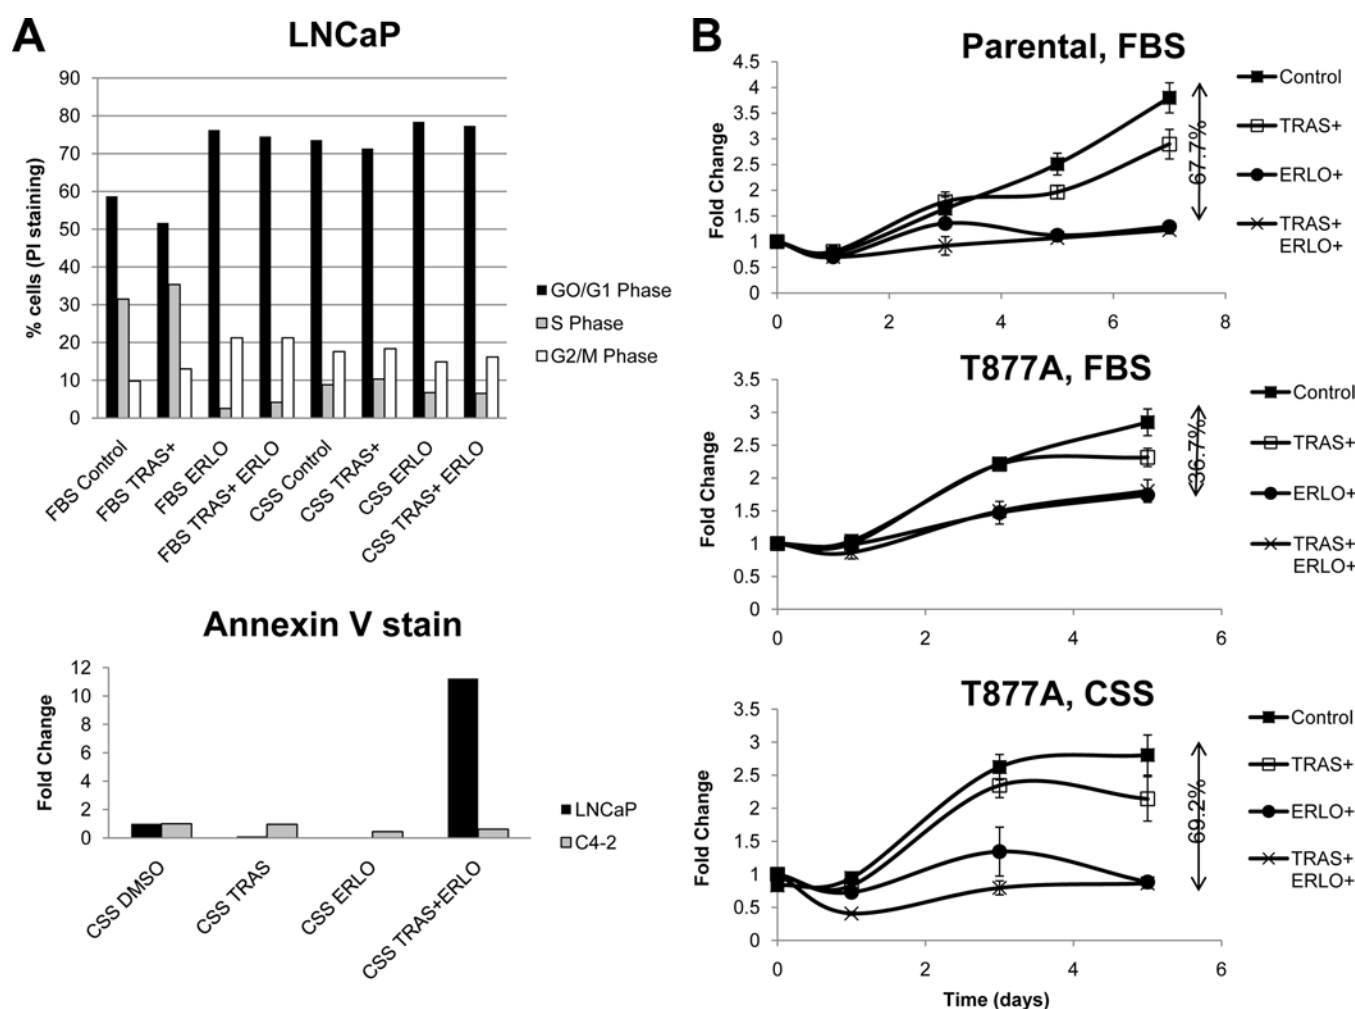 A
LNCaP
90
80
70
60
50
40
30
20
10
0
% cells (PI staining)
FBS Control
FBS TRAS+
FBS ERLO
FBS TRAS+ ERLO
CSS Control
CSS TRAS+
CSS ERLO
CSS TRAS+ ERLO
GO/G1 Phase
S Phase
G2/M Phase
Annexin V stain
12
10
8
6
4
2
0
Fold Change
CSS DMSO
CSS TRAS
CSS ERLO
CSS TRAS+ERLO
LNCaP
C4-2
B
Parental, FBS
4.5
4
3.5
3
2.5
2
1.5
1
0.5
0
Fold Change
0 2 4 6 8
67.7%
Control
TRAS+
ERLO+
TRAS+
ERLO+
T877A, FBS
3.5
3
2.5
2
1.5
1
0.5
0
Fold Change
0 2 4 6
36.7%
Control
TRAS+
ERLO+
TRAS+
ERLO+
T877A, CSS
3.5
3
2.5
2
1.5
1
0.5
0
Fold Change
0 2 4 6
Time (days)
69.2%
Control
TRAS+
ERLO+
TRAS+
ERLO+